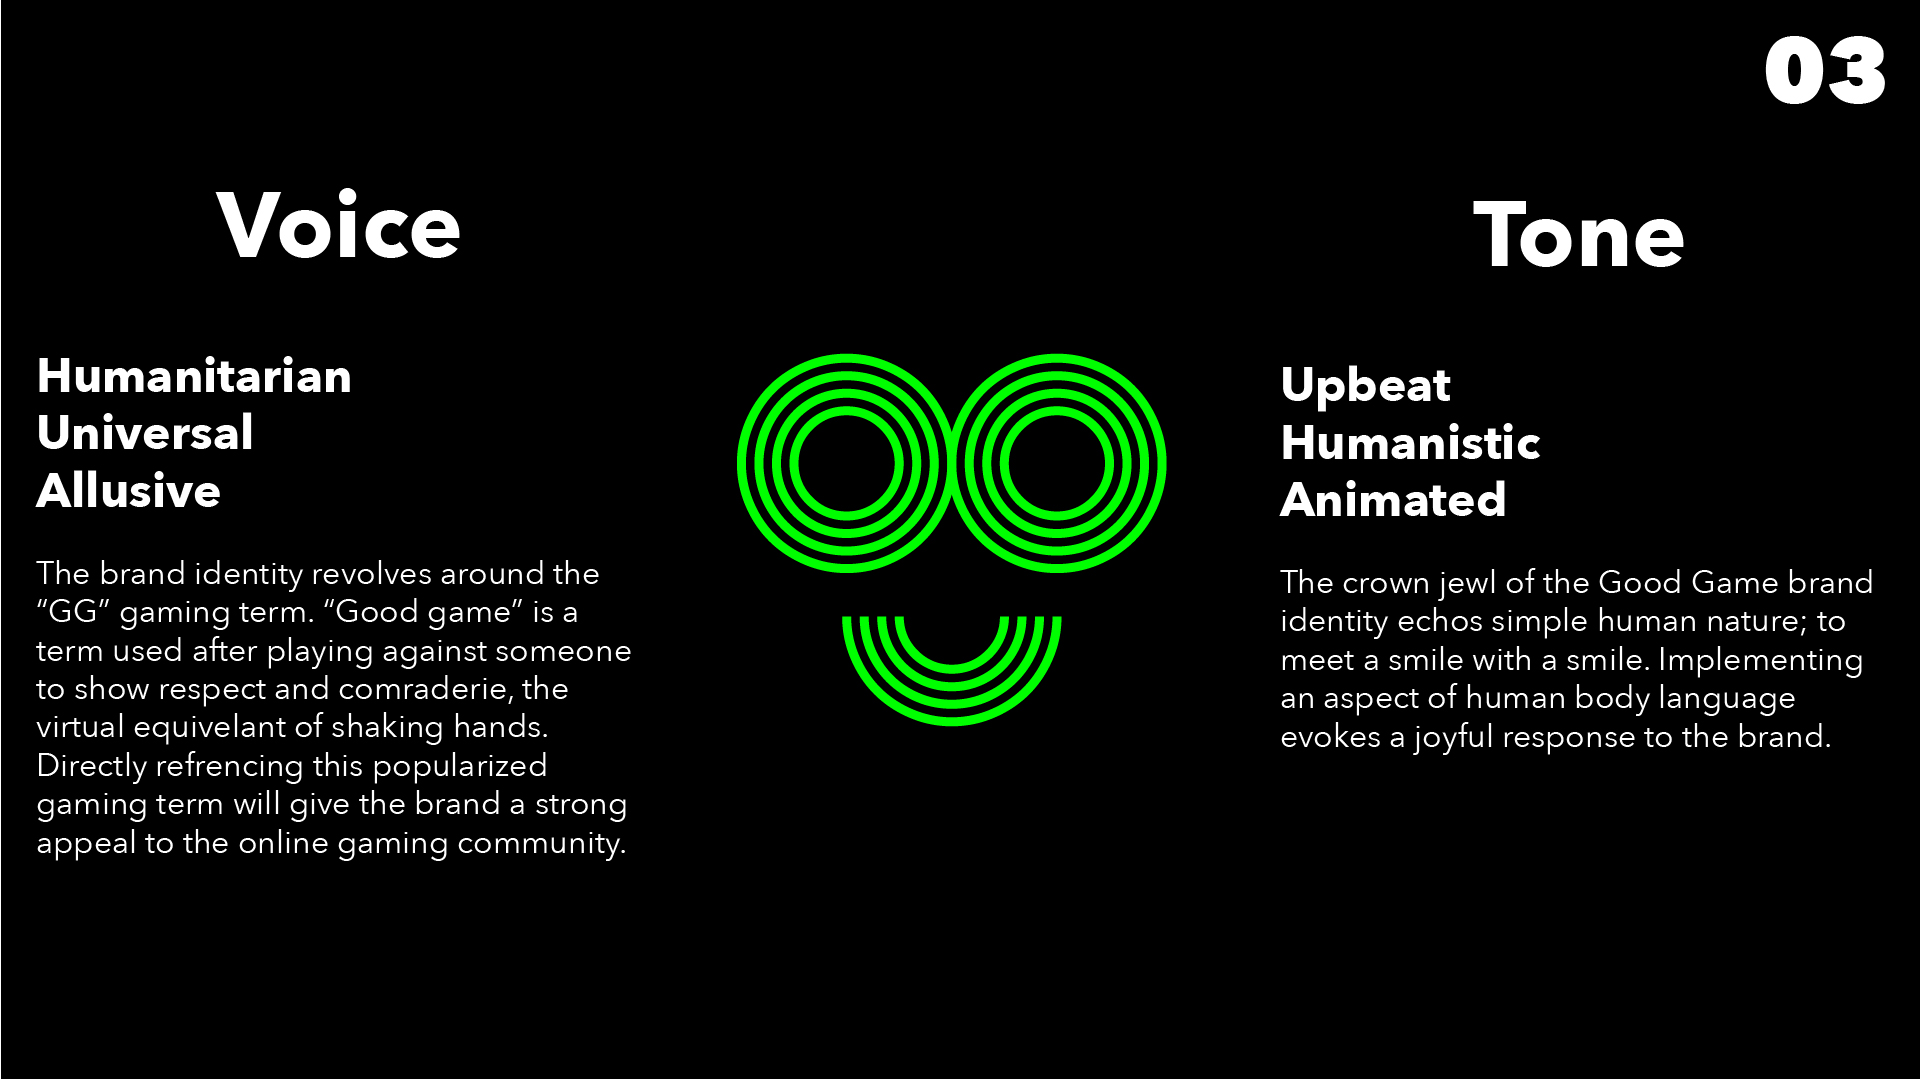 03
Voice
Humanitarian
Universal
Allusive
The brand identity revolves around the
“GG” gaming term. “Good game” is a
term used after playing against someone
to show respect and comraderie, the
virtual equivelant of shaking hands.
Directly refrencing this popularized
gaming term will give the brand a strong
appeal to the online gaming community.
Tone
Upbeat
Humanistic
Animated
The crown jewl of the Good Game brand
identity echos simple human nature; to
meet a smile with a smile. Implementing
an aspect of human body language
evokes a joyful response to the brand.